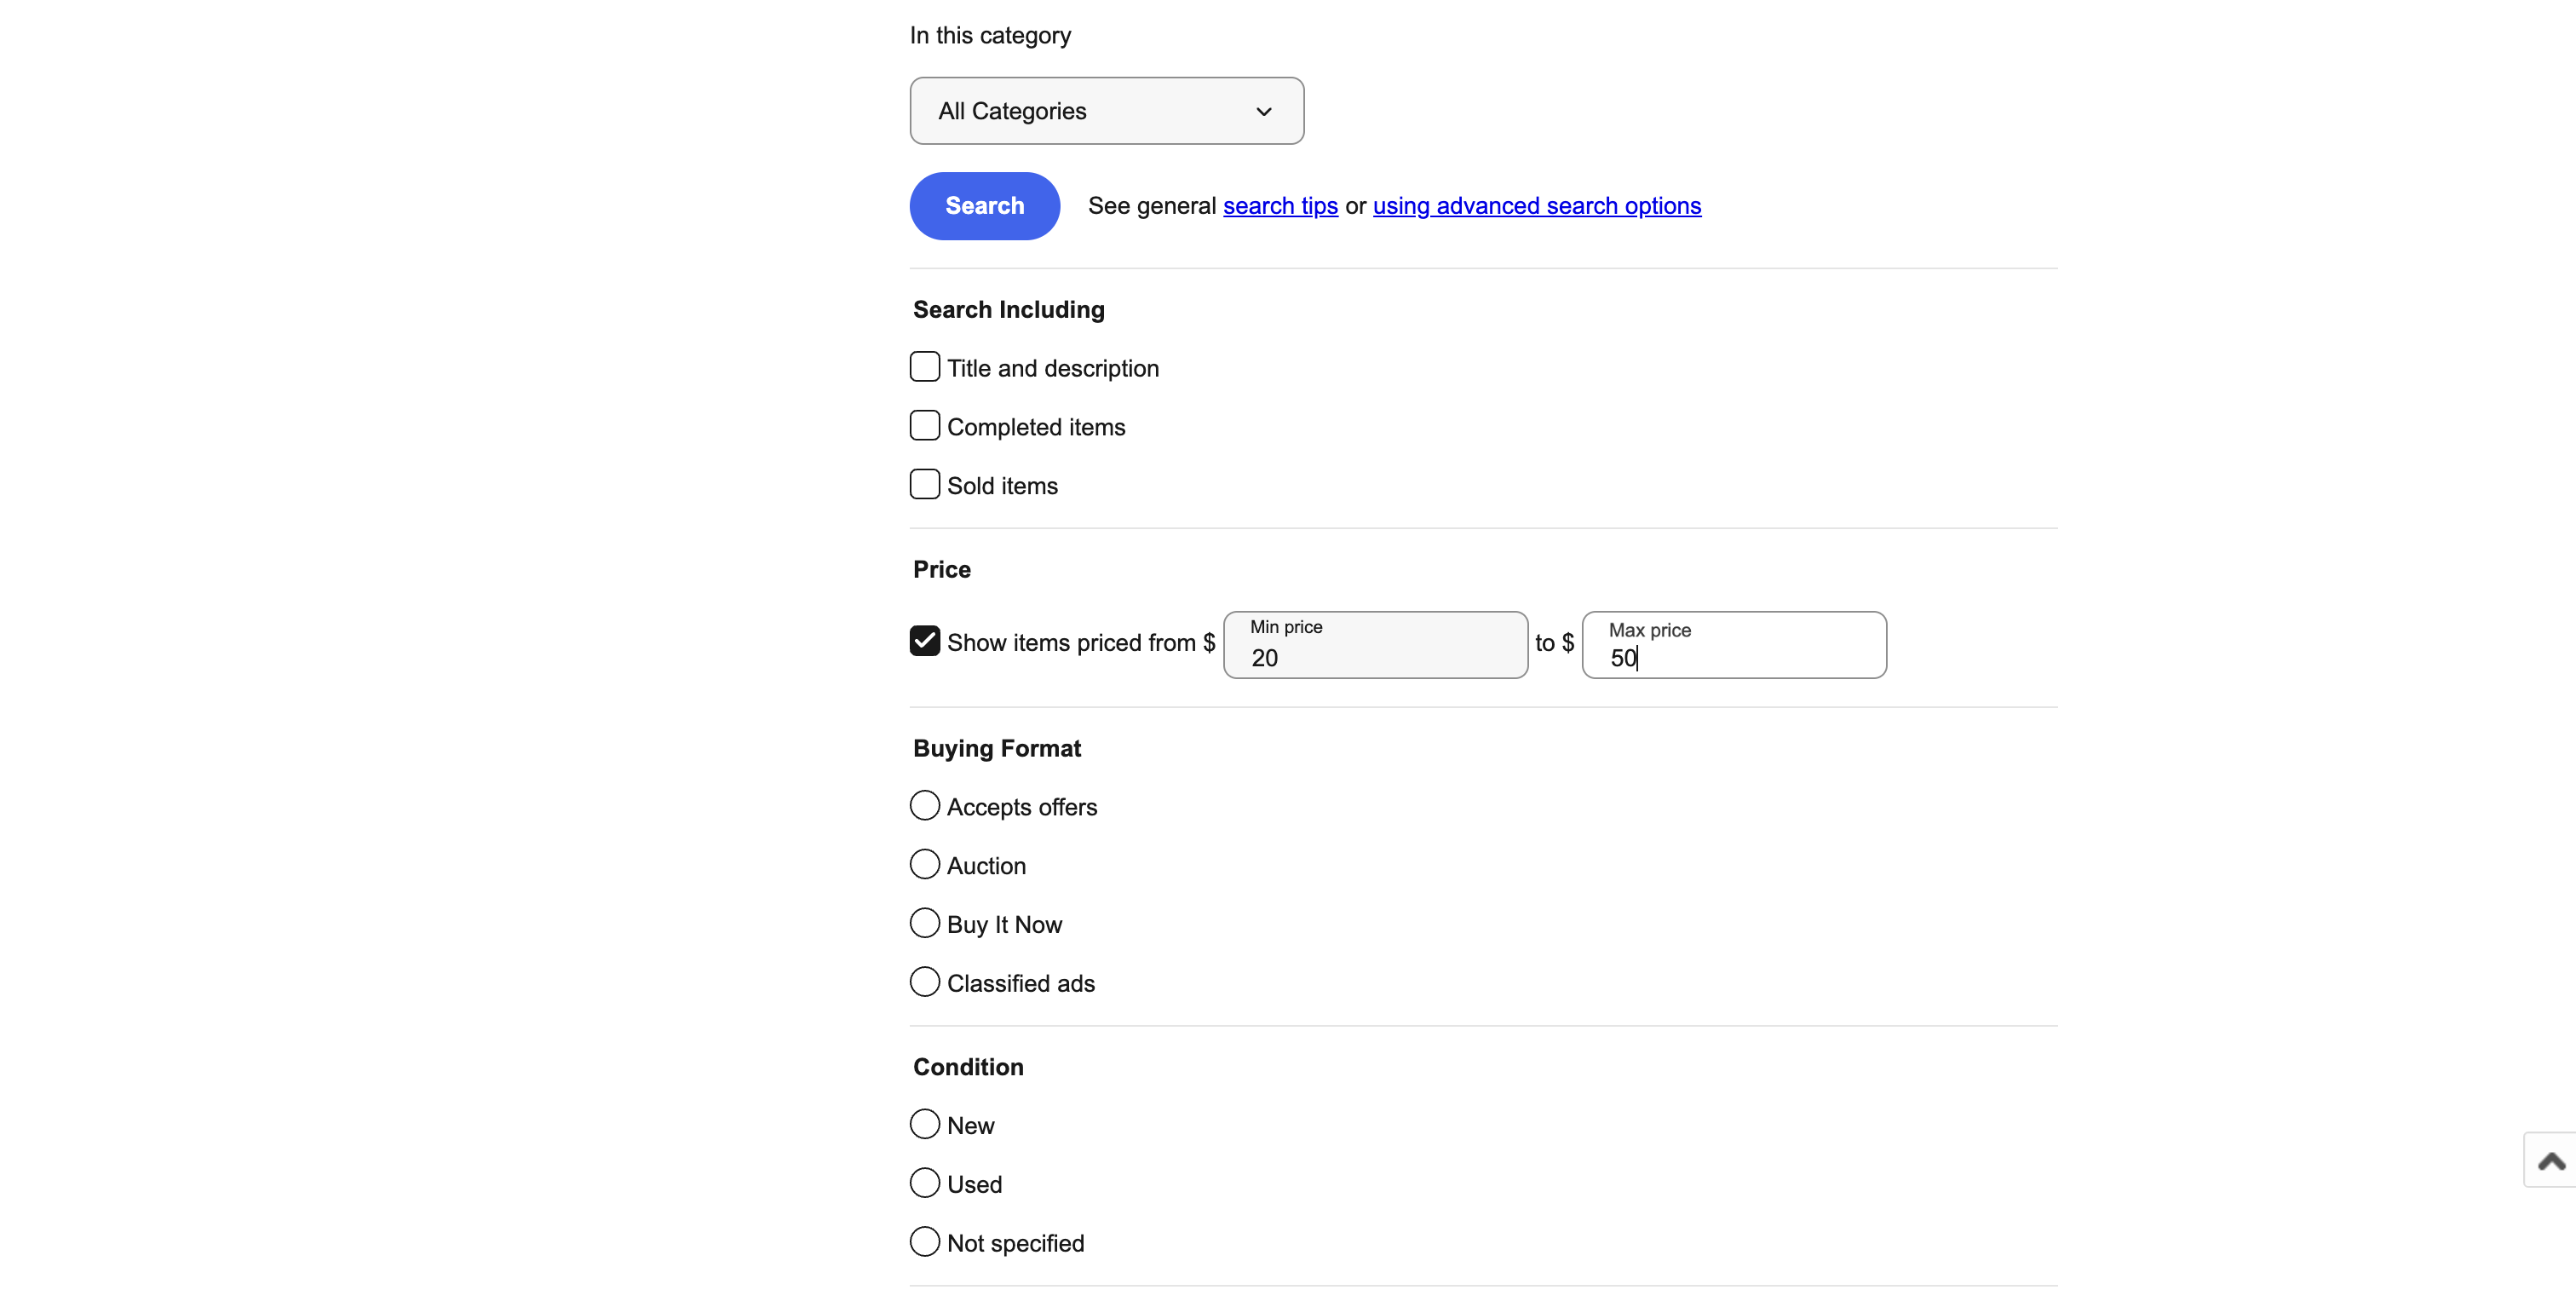 In this category
All Categories
Search See general search tips or using advanced search options
Search Including
Title and description
Completed items
Sold items
Price
Show items priced from $ Min price 20 to $ Max price 50
Buying Format
Accepts offers
Auction
Buy It Now
Classified ads
Condition
New
Used
Not specified